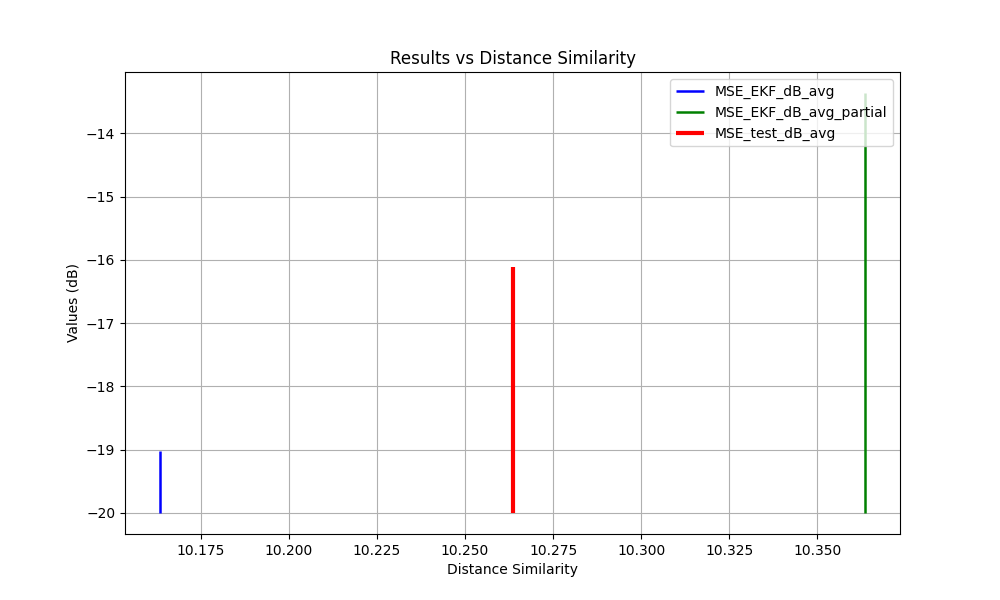 Results vs Distance Similarity
MSE_EKF_dB_avg
MSE_EKF_dB_avg_partial
MSE_test_dB_avg
Values (dB)
−14
−15
−16
−17
−18
−19
−20
10.175 10.200 10.225 10.250 10.275 10.300 10.325 10.350
Distance Similarity